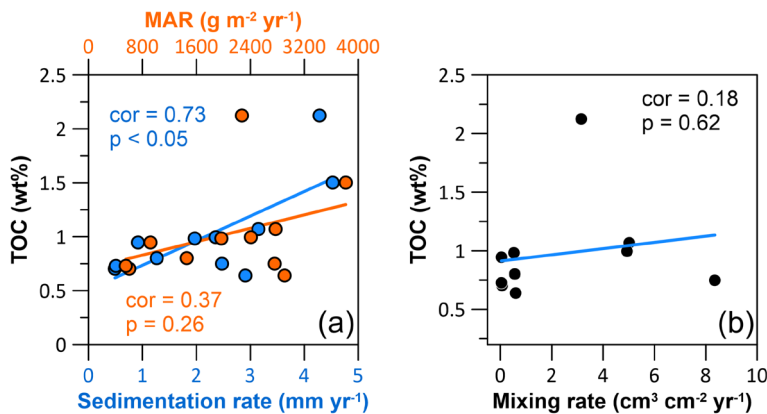 MAR (g m⁻² yr⁻¹)
0 800 1600 2400 3200 4000
2.5
2
1.5
1
0.5
0
TOC (wt%)
cor = 0.73
p < 0.05
cor = 0.37
p = 0.26
(a)
0 1 2 3 4 5
Sedimentation rate (mm yr⁻¹)
2.5
2
1.5
1
0.5
TOC (wt%)
cor = 0.18
p = 0.62
(b)
0 2 4 6 8 10
Mixing rate (cm³ cm⁻² yr⁻¹)